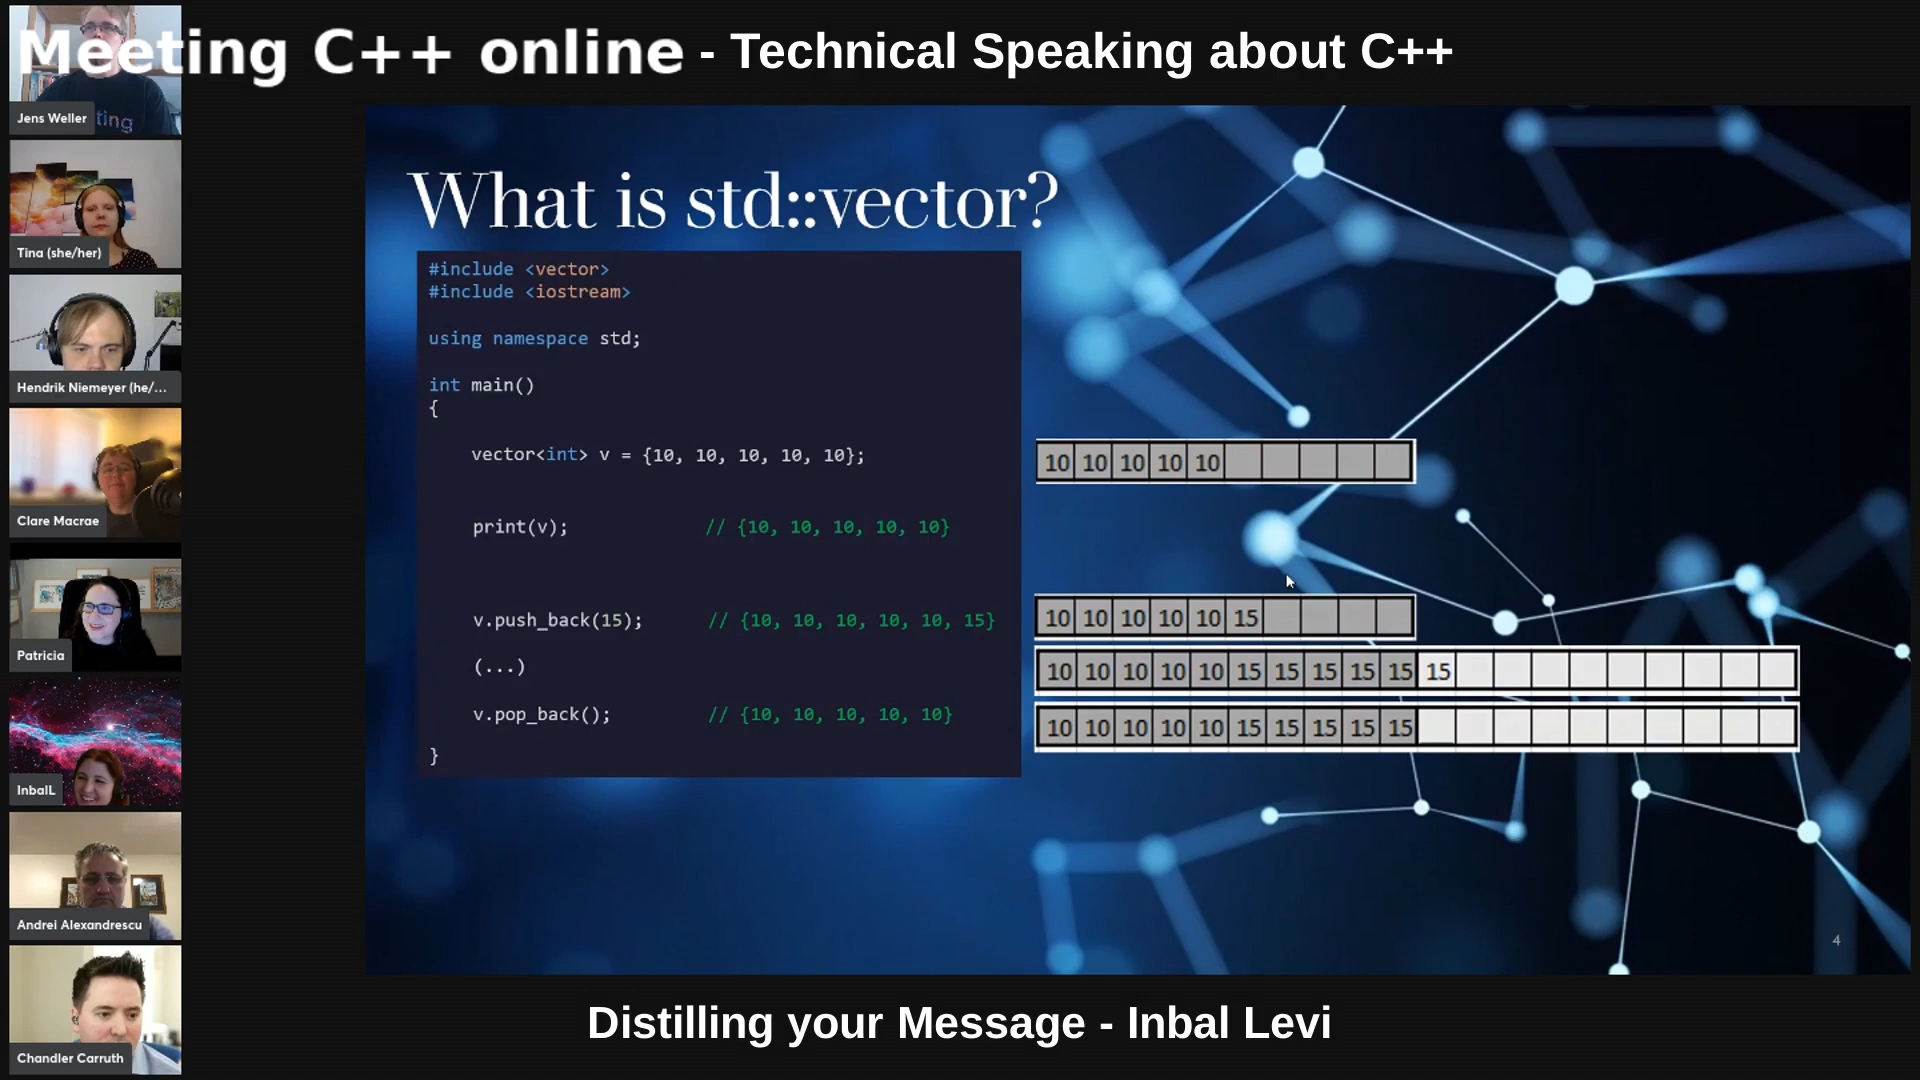 Meeting C++ online - Technical Speaking about C++
Jens Weller
ting
Tina (she/her)
Hendrik Niemeyer (he/...
Clare Macrae
Patricia
InbalL
Andrei Alexandrescu
Chandler Carruth
What is std::vector?
#include <vector>
#include <iostream>
using namespace std;
int main()
{
vector<int> v = {10, 10, 10, 10, 10};
print(v); // {10, 10, 10, 10, 10}
v.push_back(15); // {10, 10, 10, 10, 10, 15}
(...)
v.pop_back(); // {10, 10, 10, 10, 10}
}
10 10 10 10 10
10 10 10 10 10 15
10 10 10 10 10 15 15 15 15 15 15
10 10 10 10 10 15 15 15 15 15
4
Distilling your Message - Inbal Levi